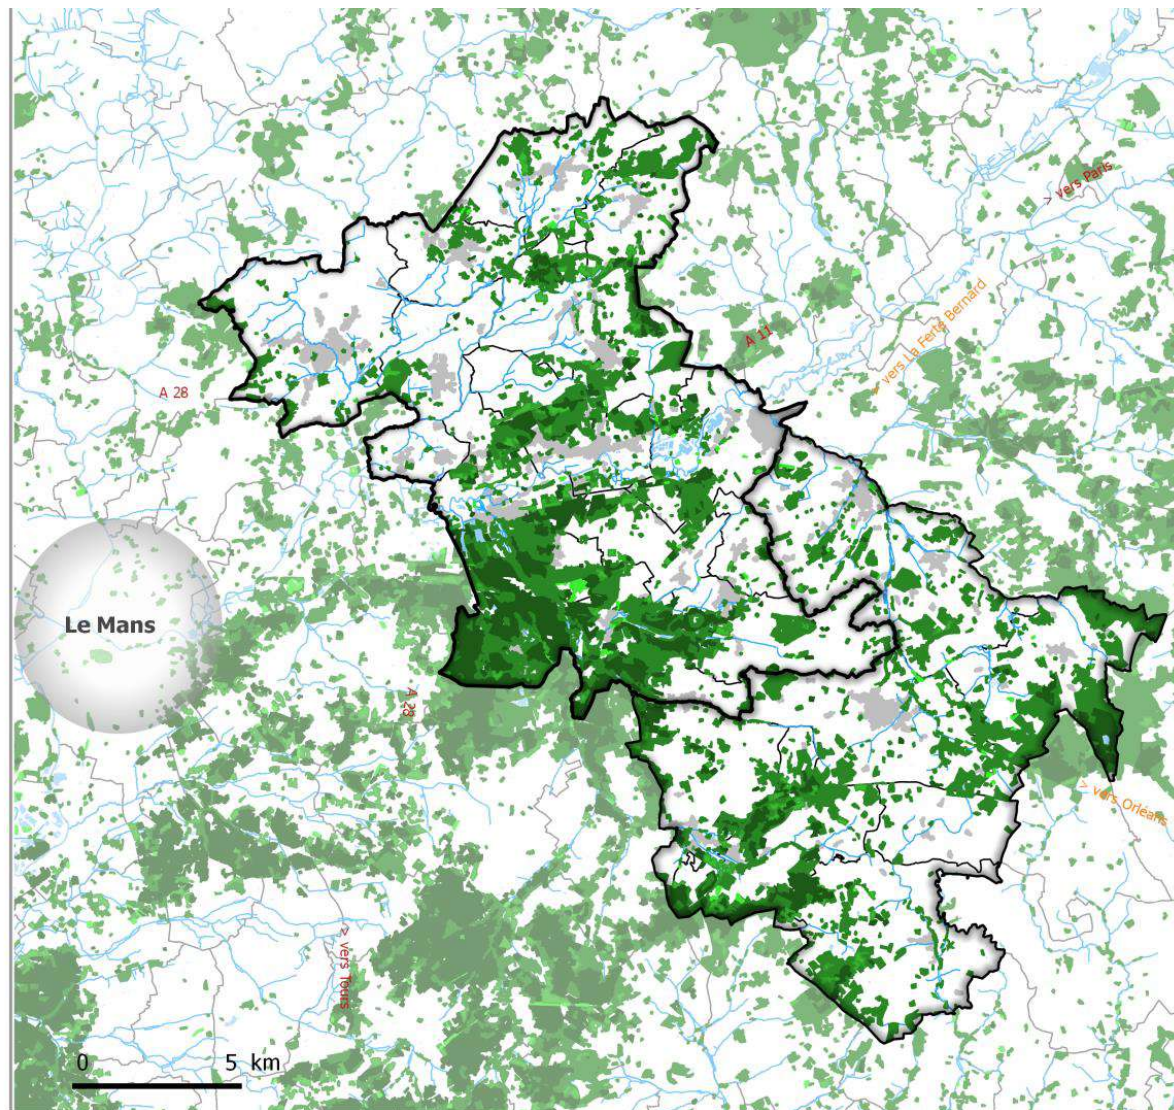 > vers Paris
> vers La Ferté Bernard
A 11
A 28
Le Mans
A 28
> vers Orléans
> vers Tours
0 5 km